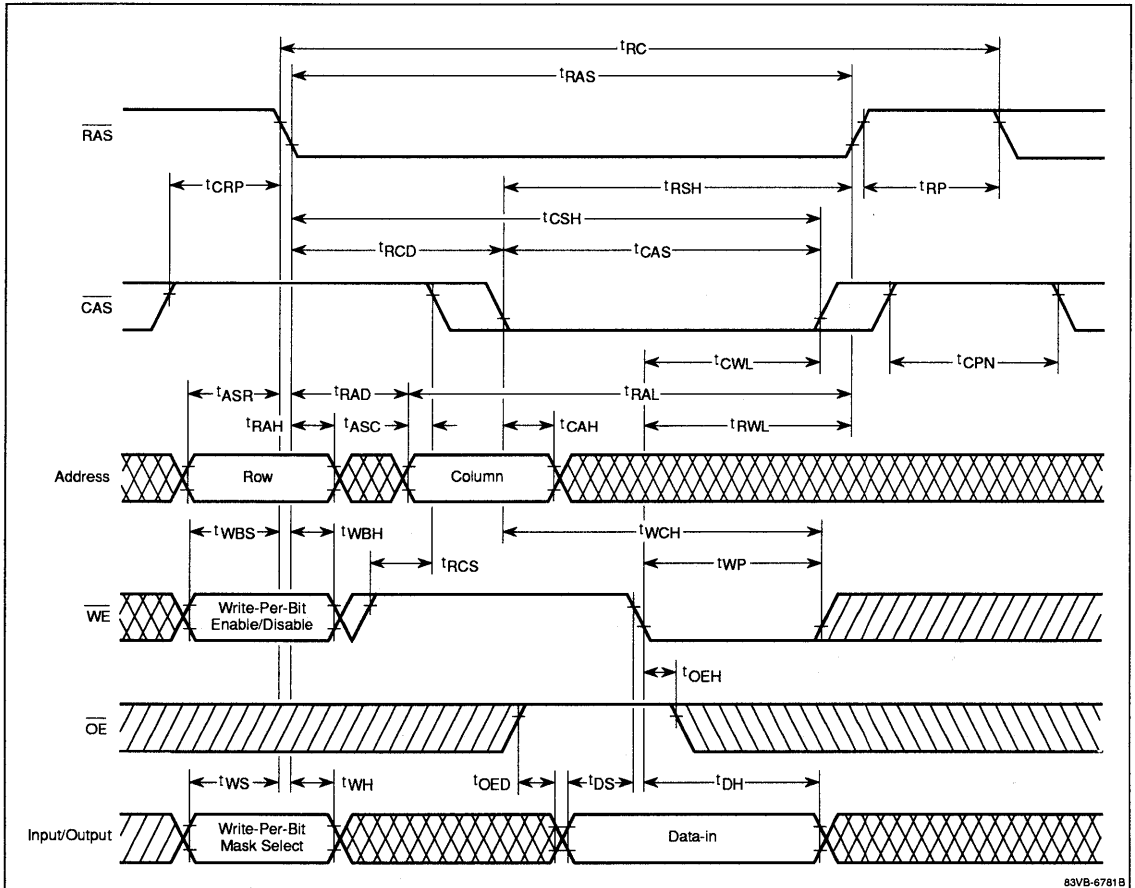 tRC
tRAS
RAS
tCRP
tRSH
tRP
tCSH
tRCD
tCAS
CAS
tCWL
tCPN
tASR
tRAD
tRAL
tRAH
tASC
tCAH
tRWL
Address
Row
Column
tWBS
tWBH
tWCH
tRCS
tWP
WE
Write-Per-Bit
Enable/Disable
tOEH
OE
tWS
tWH
tOED
tDS
tDH
Input/Output
Write-Per-Bit
Mask Select
Data-in
83VB-6781B